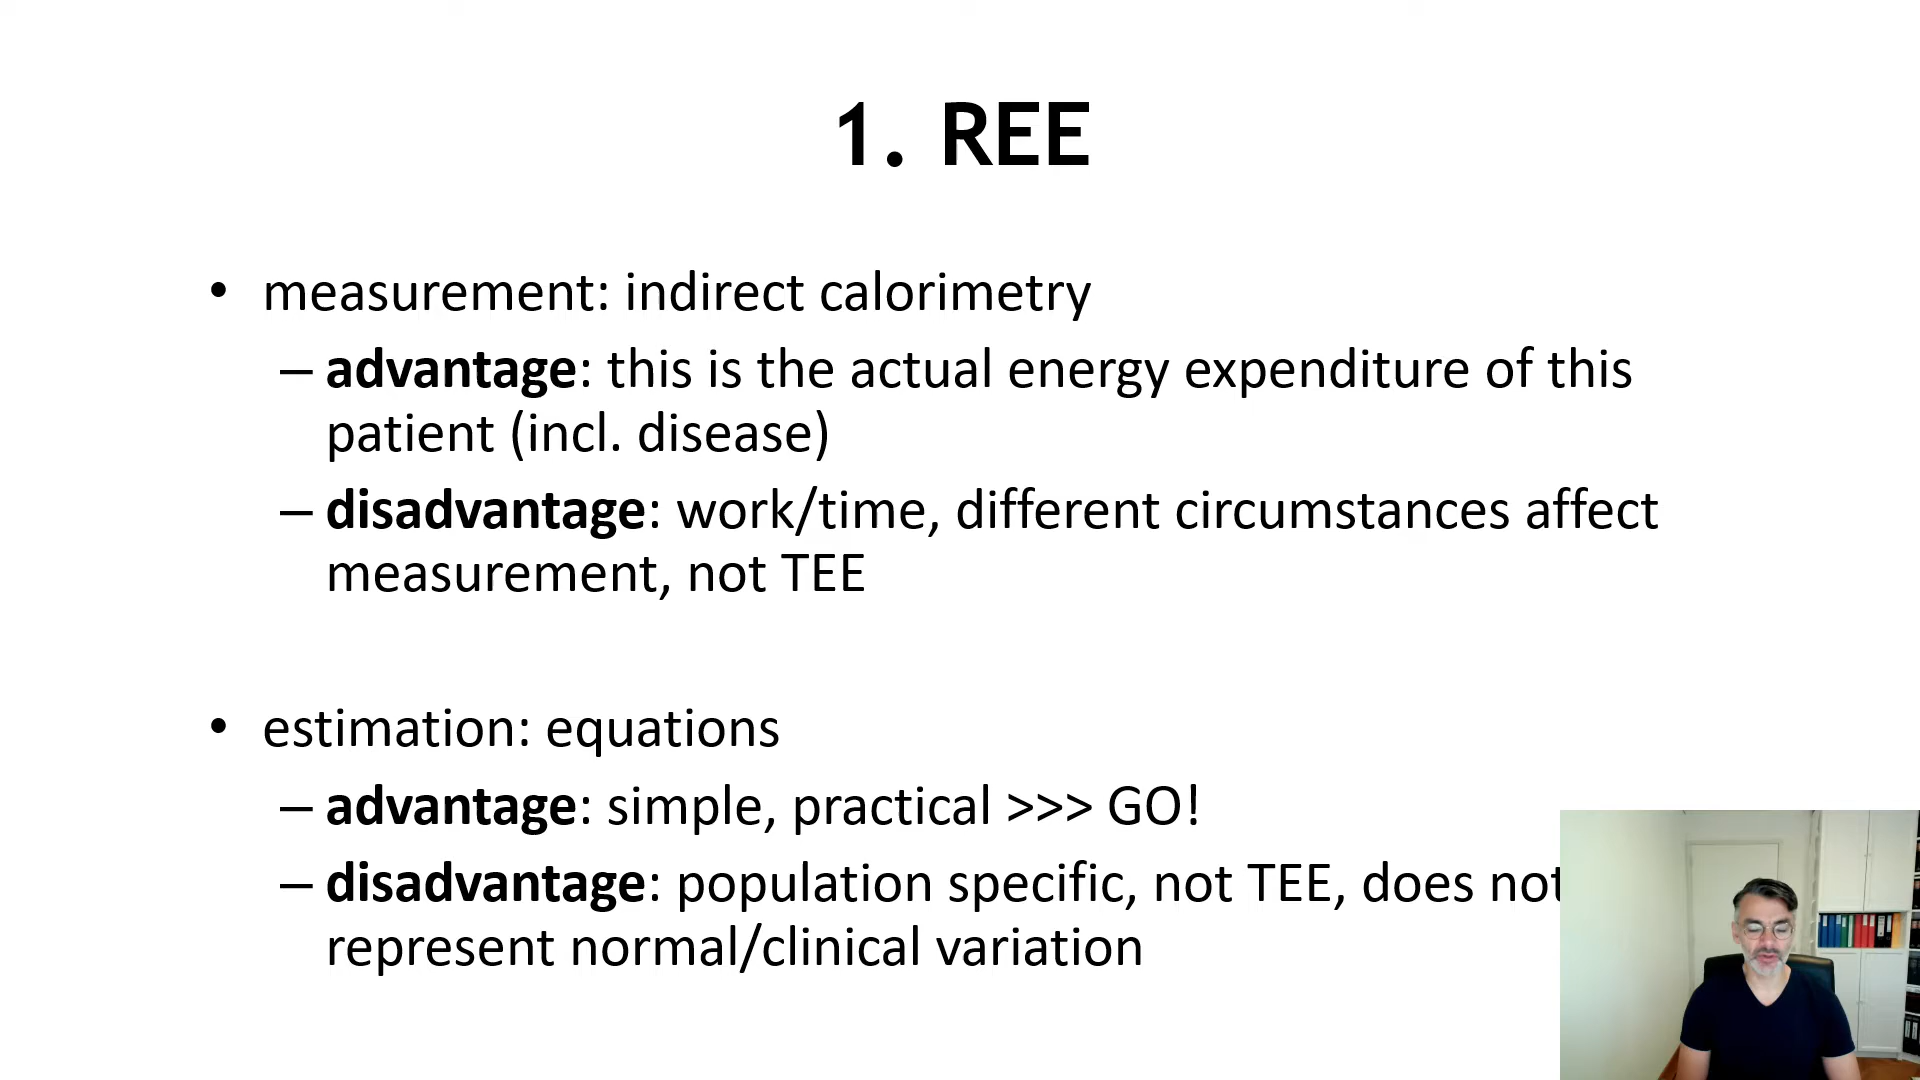 1. REE
• measurement: indirect calorimetry
– advantage: this is the actual energy expenditure of this
patient (incl. disease)
– disadvantage: work/time, different circumstances affect
measurement, not TEE
• estimation: equations
– advantage: simple, practical >>> GO!
– disadvantage: population specific, not TEE, does not
represent normal/clinical variation